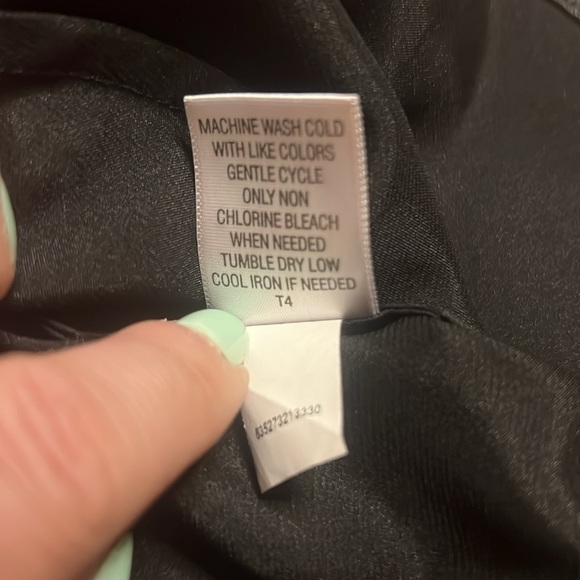 MACHINE WASH COLD
WITH LIKE COLORS
GENTLE CYCLE
ONLY NON
CHLORINE BLEACH
WHEN NEEDED
TUMBLE DRY LOW
COOL IRON IF NEEDED
T4
835273213330